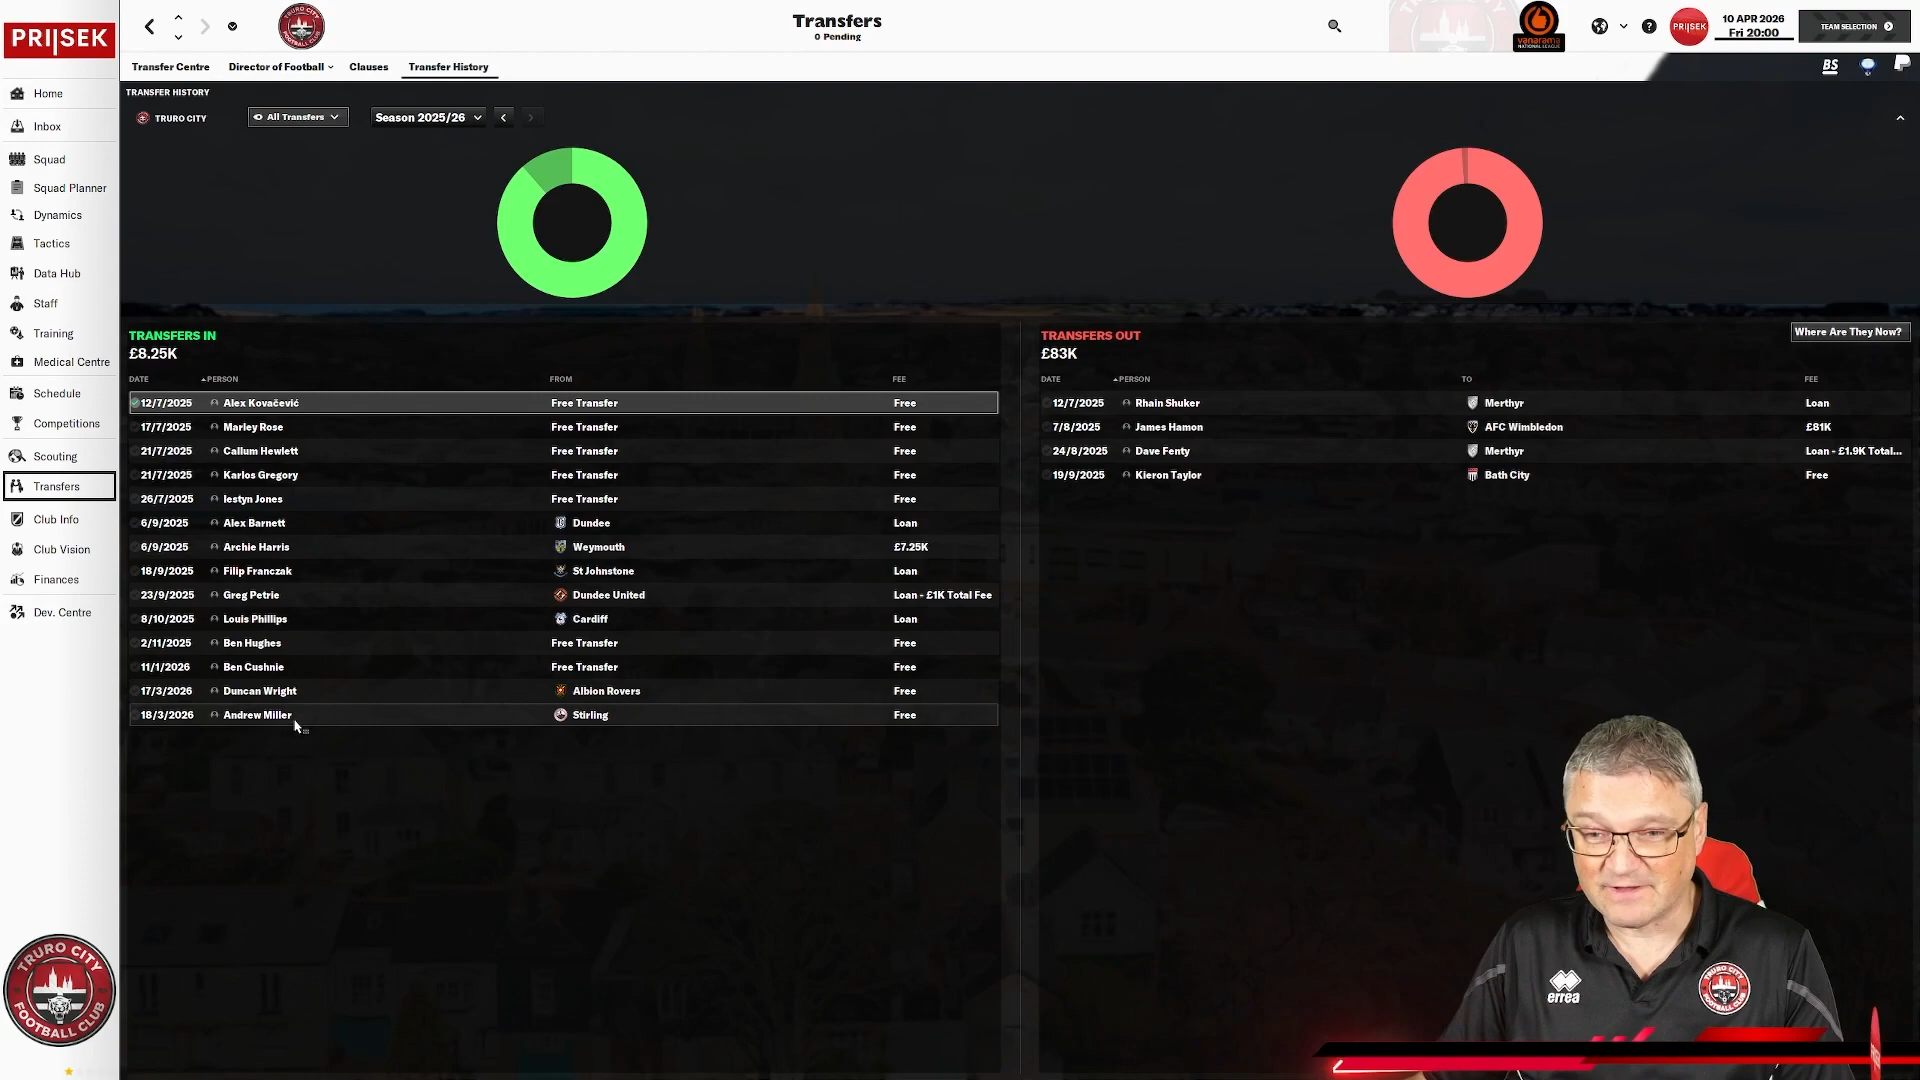 PRIJSEK
Transfers
0 Pending
vanarama
NATIONAL LEAGUE
PRIJSEK
10 APR 2026
Fri 20:00
TEAM SELECTION
Transfer Centre
Director of Football
Clauses
Transfer History
BS
Home
Inbox
Squad
Squad Planner
Dynamics
Tactics
Data Hub
Staff
Training
Medical Centre
Schedule
Competitions
Scouting
Transfers
Club Info
Club Vision
Finances
Dev. Centre
TRURO CITY
FOOTBALL CLUB
TRANSFER HISTORY
TRURO CITY
All Transfers
Season 2025/26
TRANSFERS IN
£8.25K
DATE PERSON FROM FEE
12/7/2025 Alex Kovačević Free Transfer Free
17/7/2025 Marley Rose Free Transfer Free
21/7/2025 Callum Hewlett Free Transfer Free
21/7/2025 Karlos Gregory Free Transfer Free
26/7/2025 Iestyn Jones Free Transfer Free
6/9/2025 Alex Barnett Dundee Loan
6/9/2025 Archie Harris Weymouth £7.25K
18/9/2025 Filip Franczak St Johnstone Loan
23/9/2025 Greg Petrie Dundee United Loan - £1K Total Fee
8/10/2025 Louis Phillips Cardiff Loan
2/11/2025 Ben Hughes Free Transfer Free
11/1/2026 Ben Cushnie Free Transfer Free
17/3/2026 Duncan Wright Albion Rovers Free
18/3/2026 Andrew Miller Stirling Free
TRANSFERS OUT
£83K
Where Are They Now?
DATE PERSON TO FEE
12/7/2025 Rhain Shuker Merthyr Loan
7/8/2025 James Hamon AFC Wimbledon £81K
24/8/2025 Dave Fenty Merthyr Loan - £1.9K Total...
19/9/2025 Kieron Taylor Bath City Free
errea
TRURO CITY
FOOTBALL CLUB